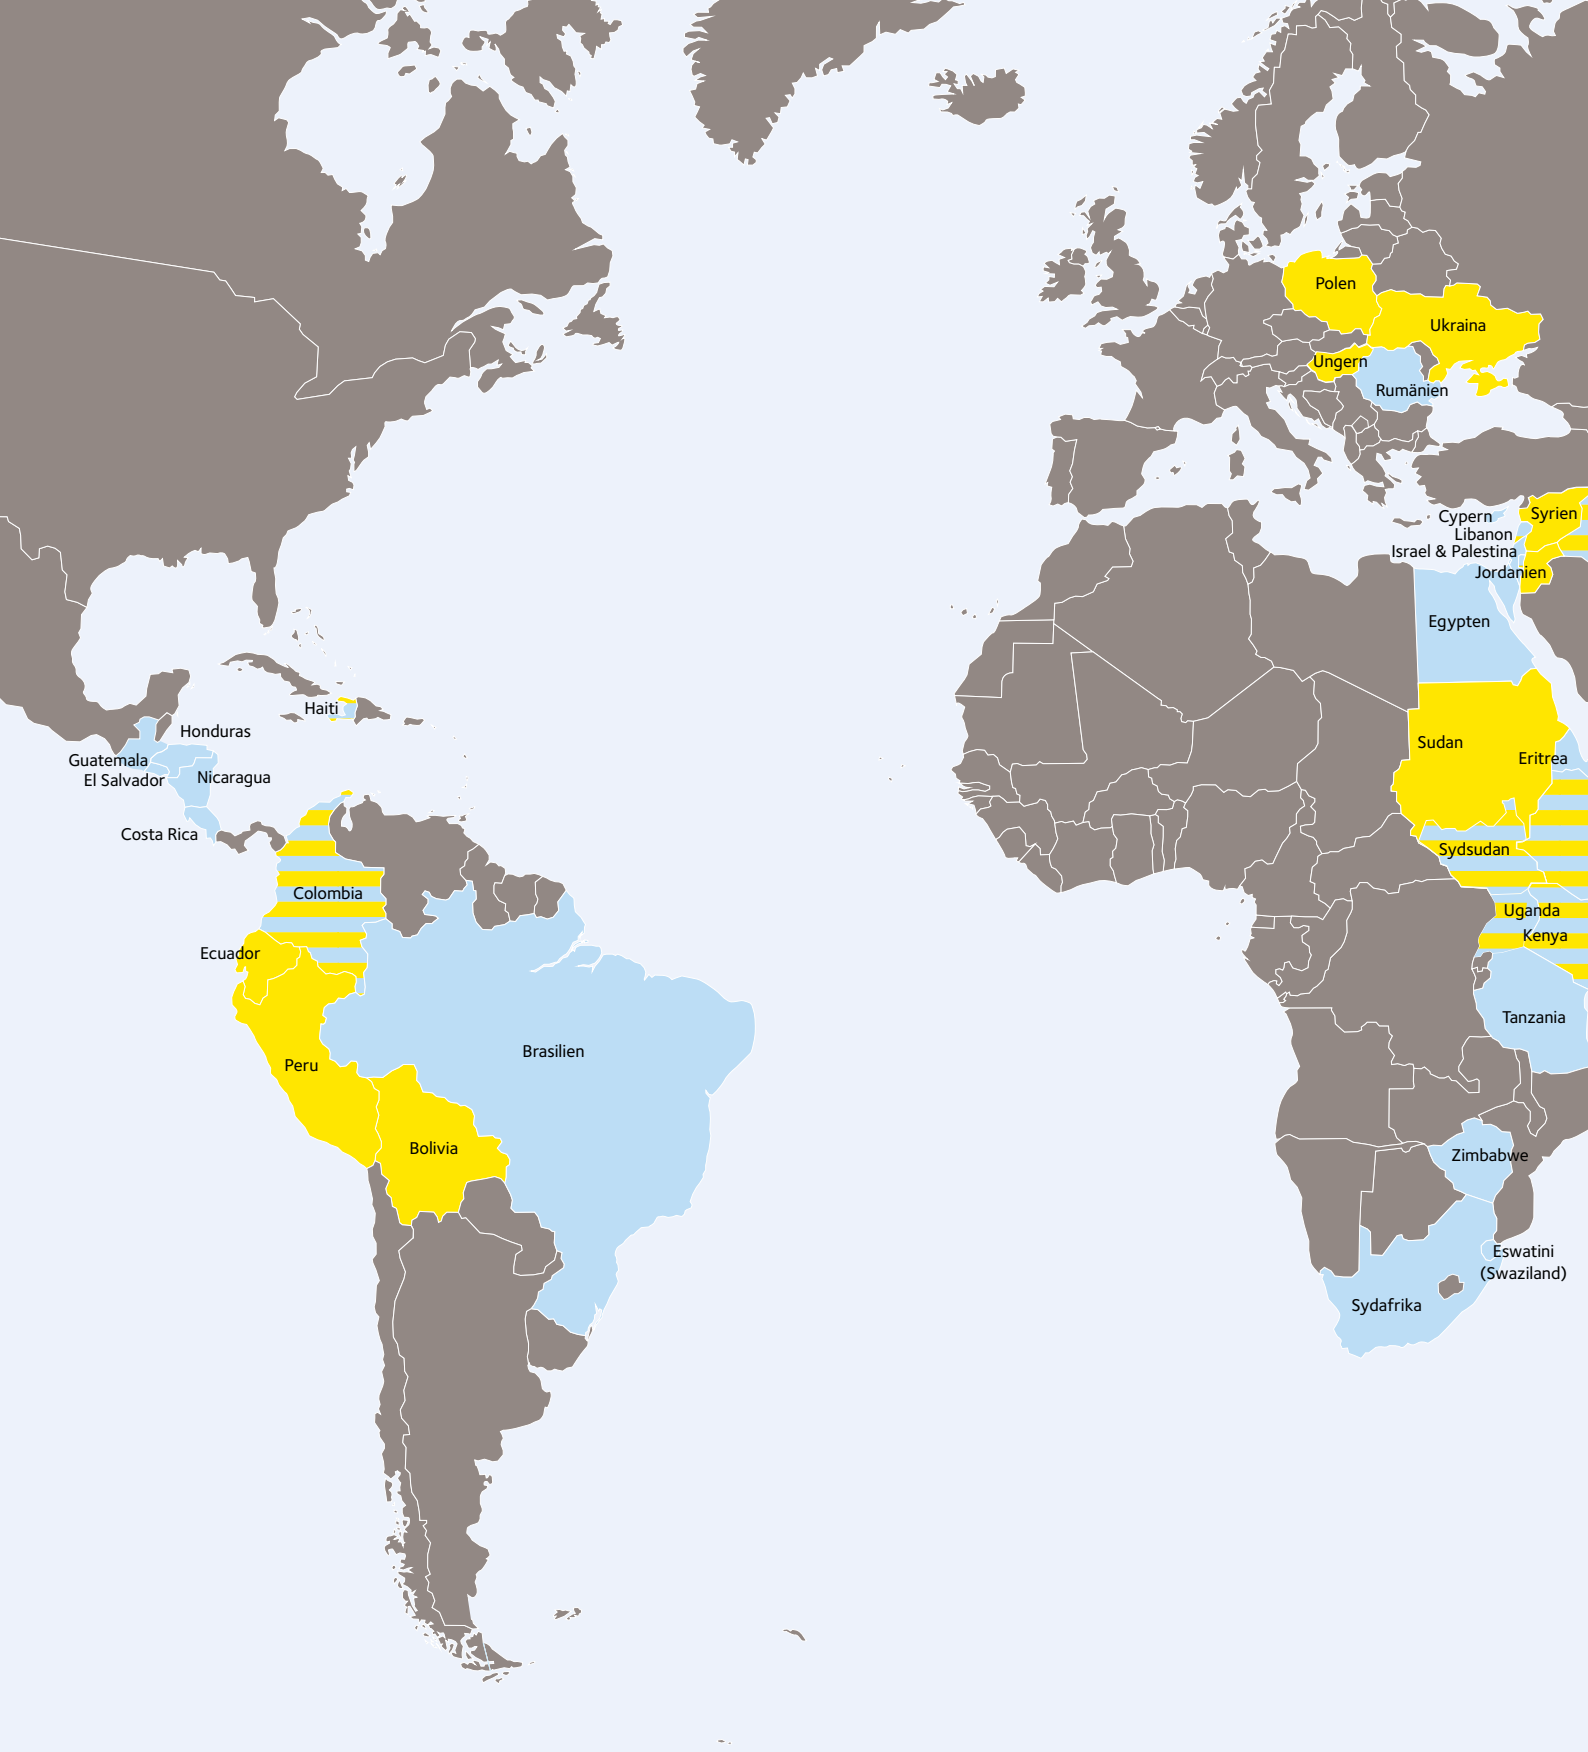 Polen
Ukraina
Ungern
Rumänien
Cypern
Syrien
Libanon
Israel & Palestina
Jordanien
Egypten
Haiti
Honduras
Guatemala
El Salvador
Nicaragua
Costa Rica
Sudan
Eritrea
Sydsudan
Colombia
Uganda
Kenya
Ecuador
Tanzania
Brasilien
Peru
Bolivia
Zimbabwe
Eswatini
(Swaziland)
Sydafrika